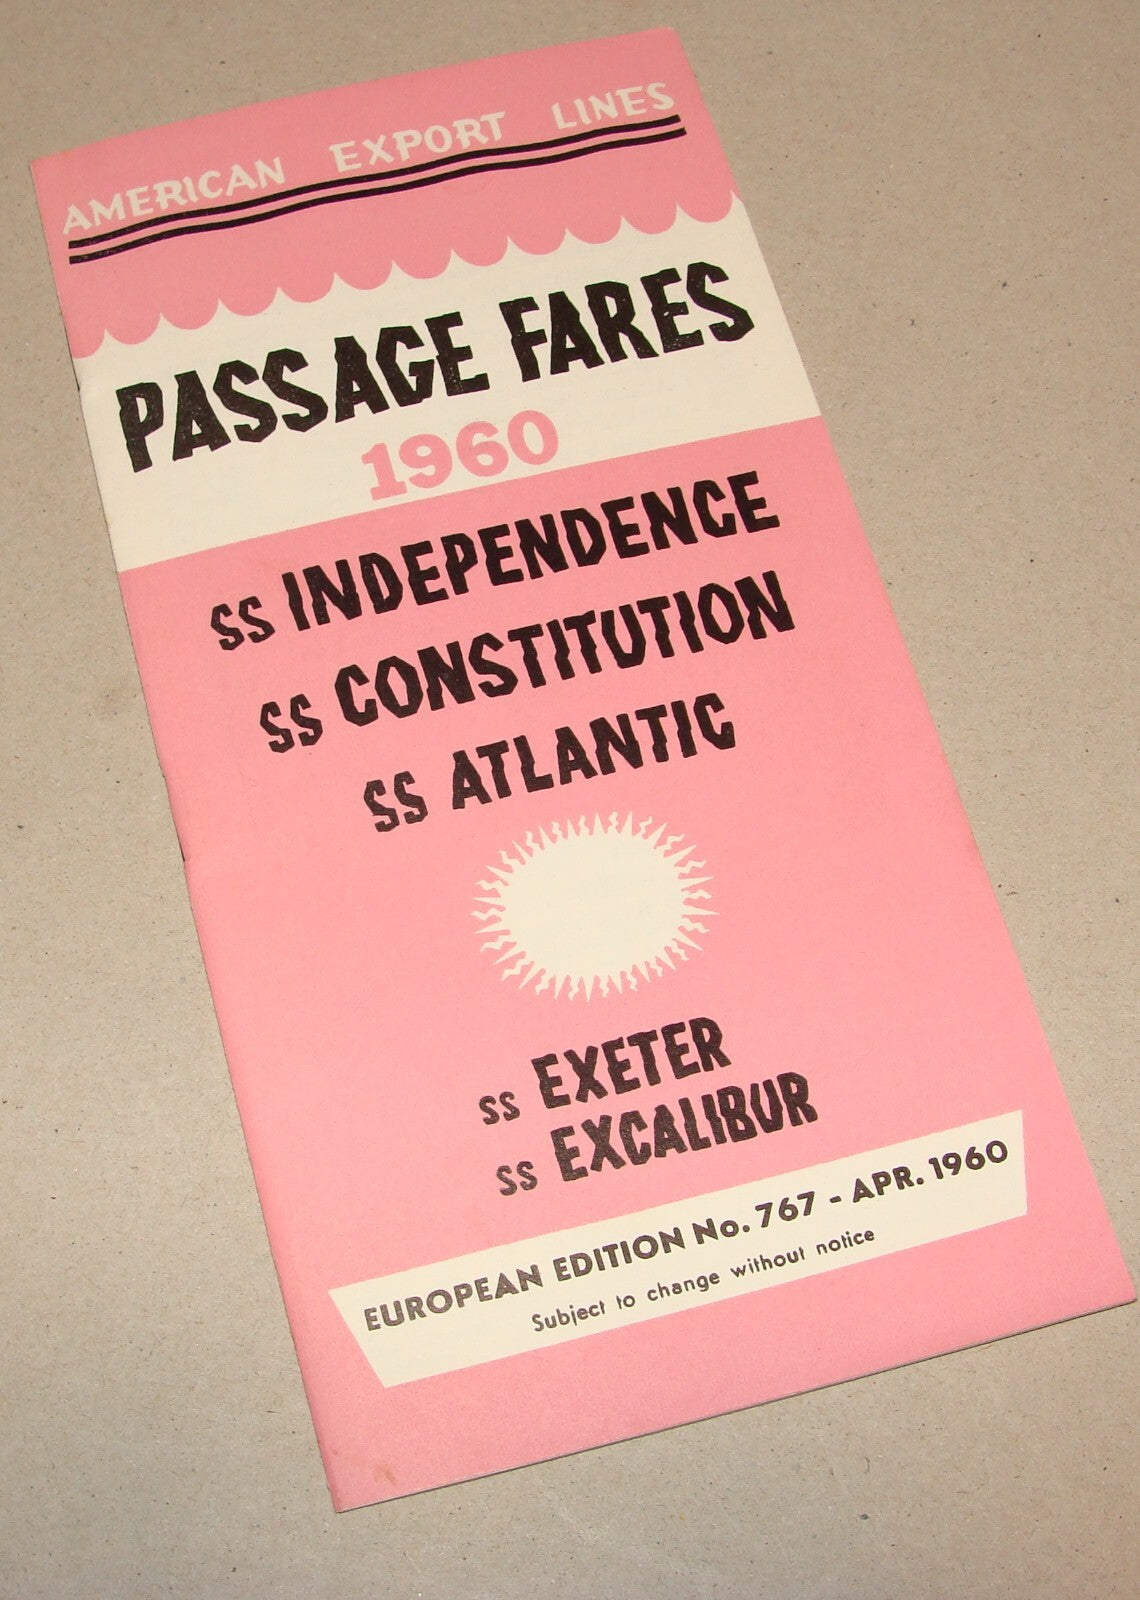 AMERICAN EXPORT LINES
PASSAGE FARES
1960
SS INDEPENDENCE
SS CONSTITUTION
SS ATLANTIC
SS EXETER
SS EXCALIBUR
EUROPEAN EDITION No. 767 - APR. 1960
Subject to change without notice